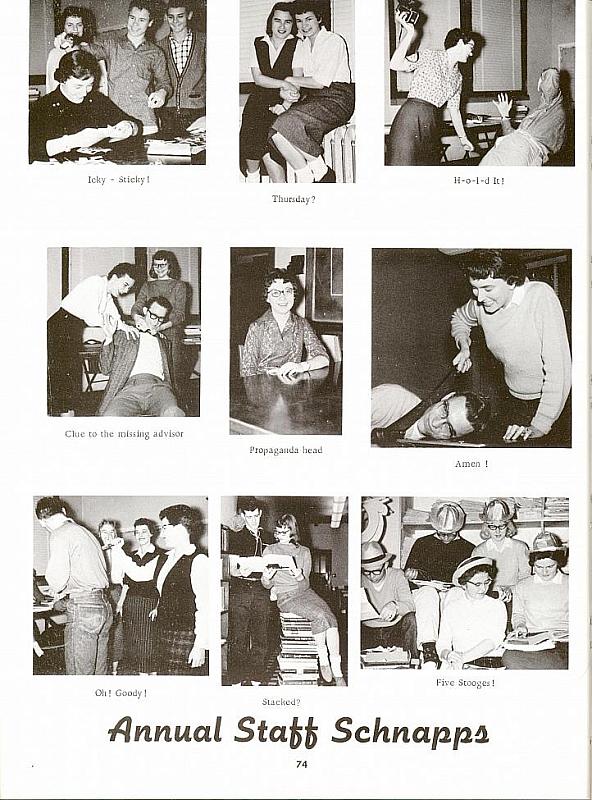 Icky - Sticky!
Thursday?
H-o-l-d It!
Clue to the missing advisor
Propaganda head
Amen !
Oh! Goody!
Stacked?
Five Stooges!
Annual Staff Schnapps
74